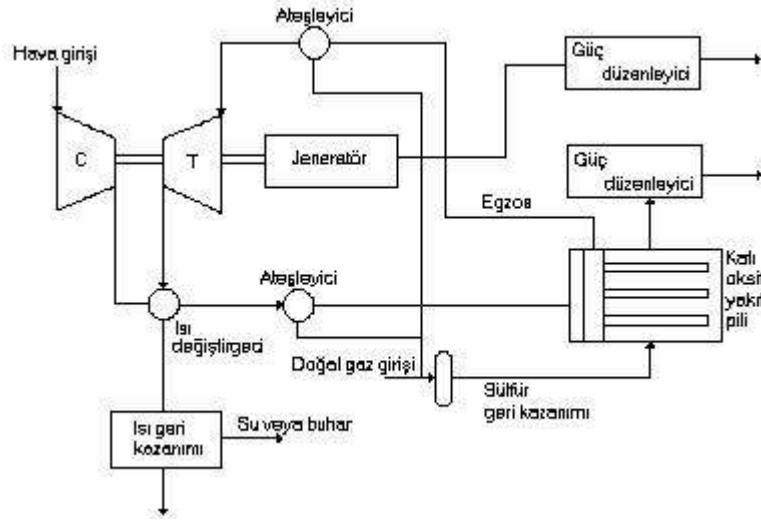 Ateşleyici
Hava girişi
Güç
düzenleyici
C
T
Jeneratör
Güç
düzenleyici
Egzos
Katı
oksit
yakıt
pili
Ateşleyici
Isı
değiştirgeci
Doğal gaz girişi
Sülfür
geri kazanımı
Isı geri
kazanımı
Su veya buhar